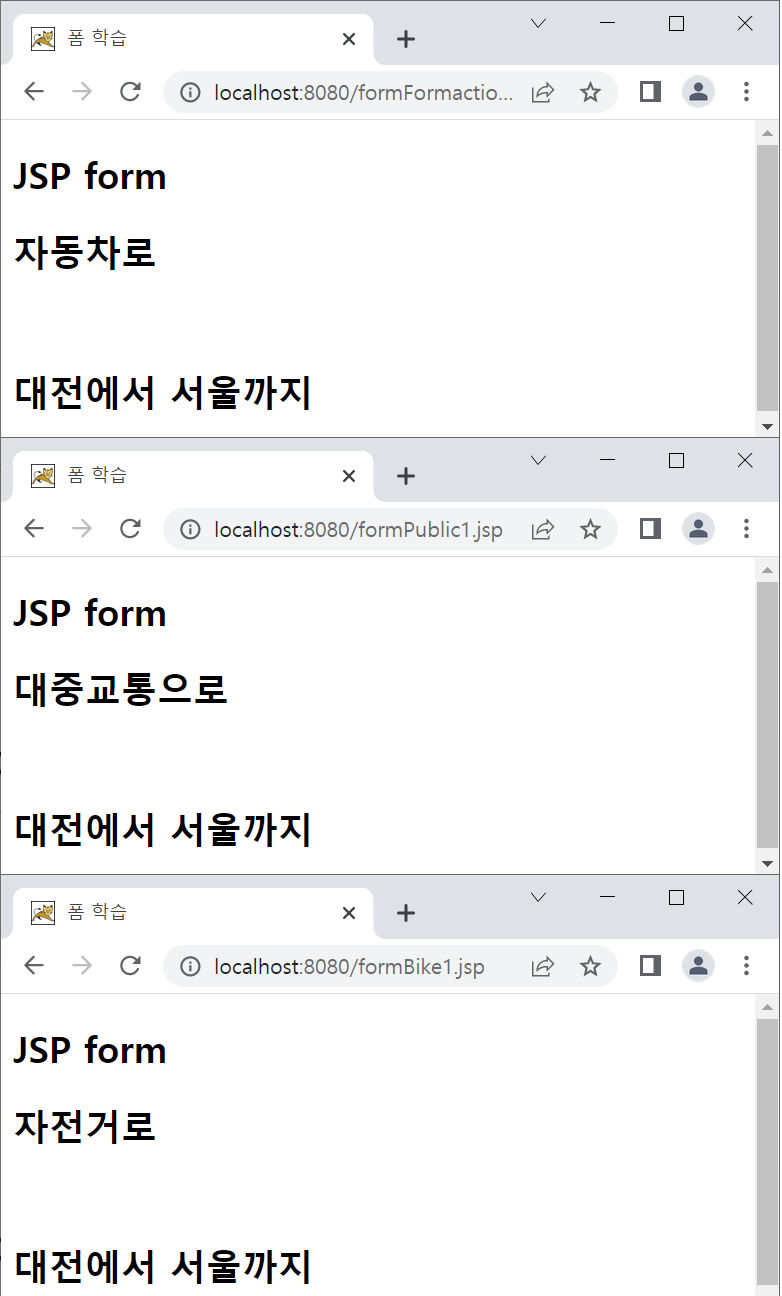 폼 학습
localhost:8080/formFormactio...
JSP form
자동차로
대전에서 서울까지
폼 학습
localhost:8080/formPublic1.jsp
JSP form
대중교통으로
대전에서 서울까지
폼 학습
localhost:8080/formBike1.jsp
JSP form
자전거로
대전에서 서울까지